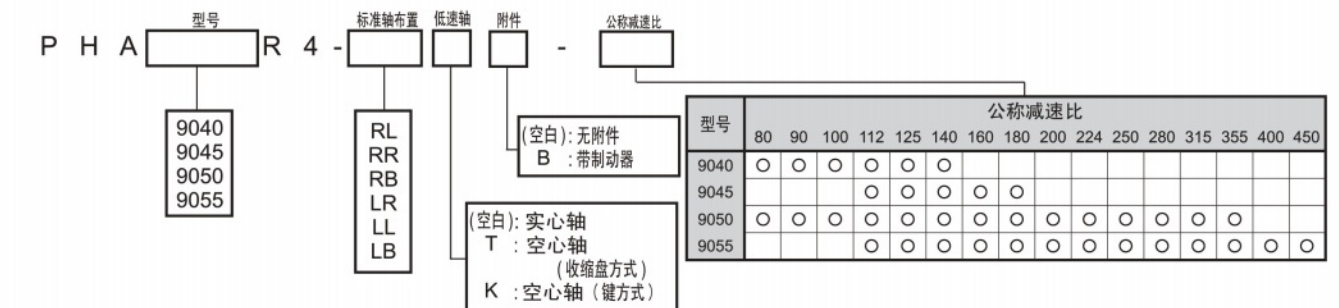 型号 标准轴布置 低速轴 附件 公称减速比
P H A R 4 - -
9040
9045
9050
9055
RL
RR
RB
LR
LL
LB
(空白): 实心轴
T : 空心轴
(收缩盘方式)
K : 空心轴 (键方式)
(空白): 无附件
B : 带制动器
型号 公称减速比
80 90 100 112 125 140 160 180 200 224 250 280 315 355 400 450
9040 ○ ○ ○ ○ ○ ○
9045 ○ ○ ○ ○ ○
9050 ○ ○ ○ ○ ○ ○ ○ ○ ○ ○ ○ ○ ○ ○
9055 ○ ○ ○ ○ ○ ○ ○ ○ ○ ○ ○ ○ ○